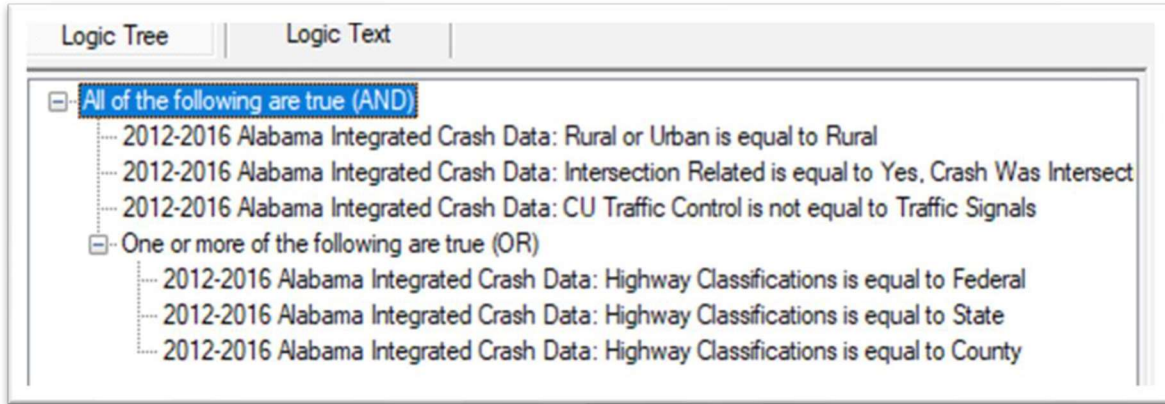 Logic Tree
Logic Text
All of the following are true (AND)
2012-2016 Alabama Integrated Crash Data: Rural or Urban is equal to Rural
2012-2016 Alabama Integrated Crash Data: Intersection Related is equal to Yes, Crash Was Intersect
2012-2016 Alabama Integrated Crash Data: CU Traffic Control is not equal to Traffic Signals
One or more of the following are true (OR)
2012-2016 Alabama Integrated Crash Data: Highway Classifications is equal to Federal
2012-2016 Alabama Integrated Crash Data: Highway Classifications is equal to State
2012-2016 Alabama Integrated Crash Data: Highway Classifications is equal to County